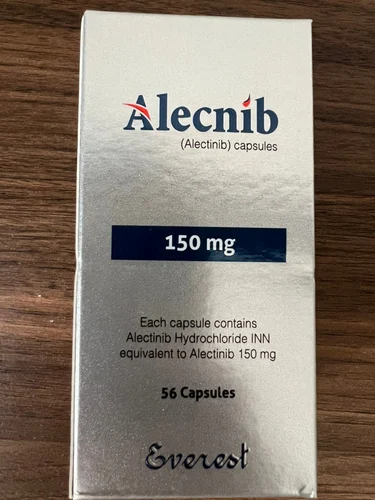 Alecnib
(Alectinib) capsules
150 mg
Each capsule contains
Alectinib Hydrochloride INN
equivalent to Alectinib 150 mg
56 Capsules
Everest